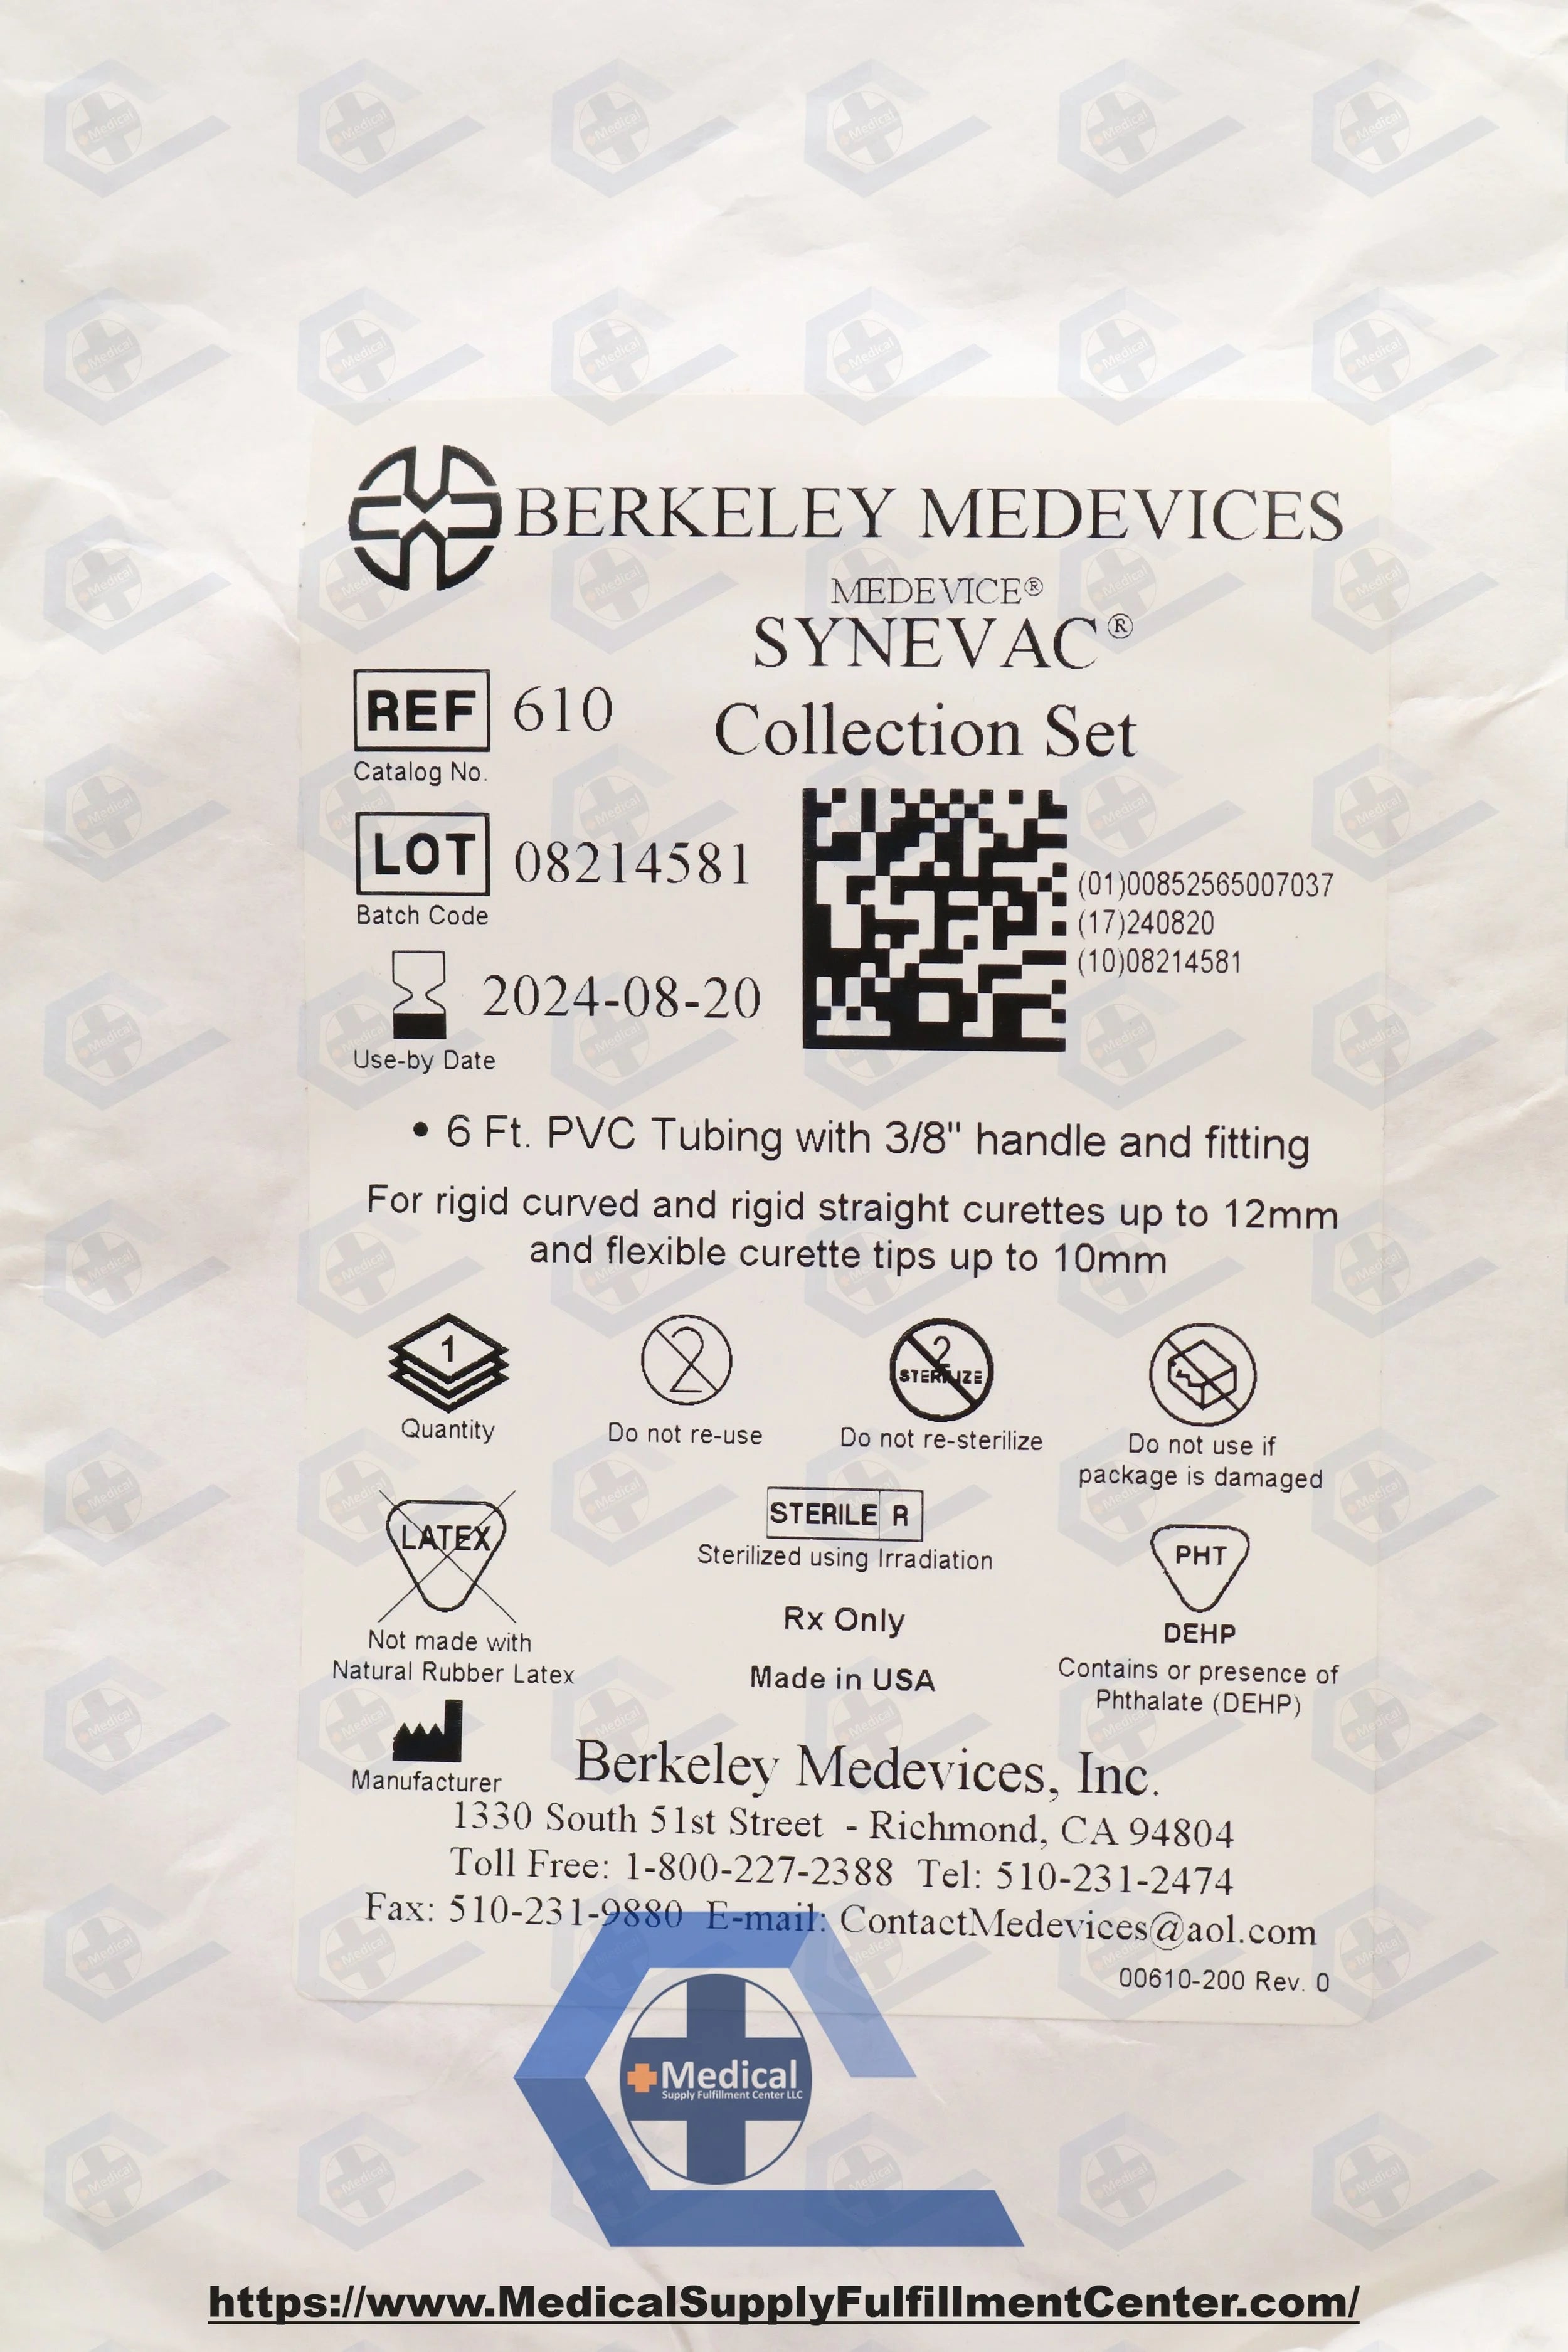 BERKELEY MEDEVICES
MEDEVICE®
SYNEVAC®
Collection Set
REF 610
Catalog No.
LOT 08214581
Batch Code
2024-08-20
Use-by Date
(01)00852565007037
(17)240820
(10)08214581
• 6 Ft. PVC Tubing with 3/8" handle and fitting
For rigid curved and rigid straight curettes up to 12mm
and flexible curette tips up to 10mm
1
Quantity
2
Do not re-use
2
STERILIZE
Do not re-sterilize
Do not use if
package is damaged
LATEX
Not made with
Natural Rubber Latex
STERILE R
Sterilized using Irradiation
Rx Only
Made in USA
PHT
DEHP
Contains or presence of
Phthalate (DEHP)
Manufacturer
Berkeley Medevices, Inc.
1330 South 51st Street - Richmond, CA 94804
Toll Free: 1-800-227-2388 Tel: 510-231-2474
Fax: 510-231-9880 E-mail: ContactMedevices@aol.com
00610-200 Rev. 0
Medical
Supply Fulfillment Center LLC
https://www.MedicalSupplyFulfillmentCenter.com/